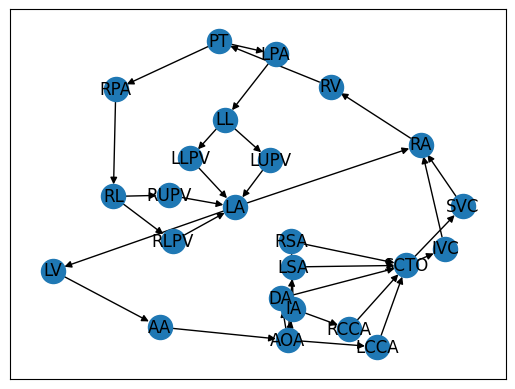 PT
LPA
RV
RPA
LL
RA
LLPV
LUPV
RL
RUPV
LA
SVC
RLPV
RSA
IVC
LV
LSA
SCTO
DA
IA
AA
RCCA
AOA
LCCA